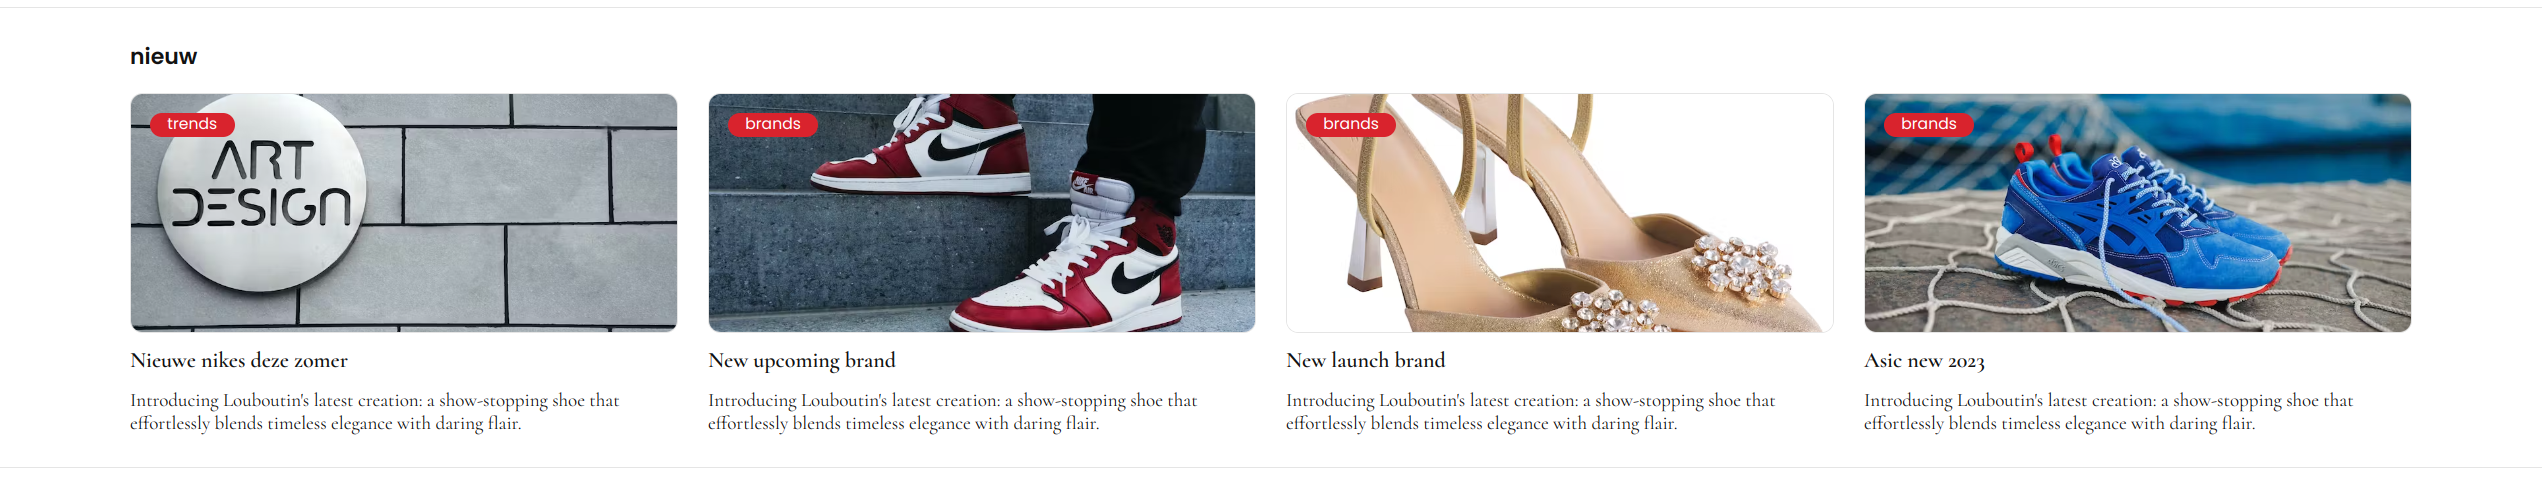 nieuw
trends
ART
DESIGN
Nieuwe nikes deze zomer
Introducing Louboutin's latest creation: a show-stopping shoe that
effortlessly blends timeless elegance with daring flair.
brands
New upcoming brand
Introducing Louboutin's latest creation: a show-stopping shoe that
effortlessly blends timeless elegance with daring flair.
brands
New launch brand
Introducing Louboutin's latest creation: a show-stopping shoe that
effortlessly blends timeless elegance with daring flair.
brands
Asic new 2023
Introducing Louboutin's latest creation: a show-stopping shoe that
effortlessly blends timeless elegance with daring flair.